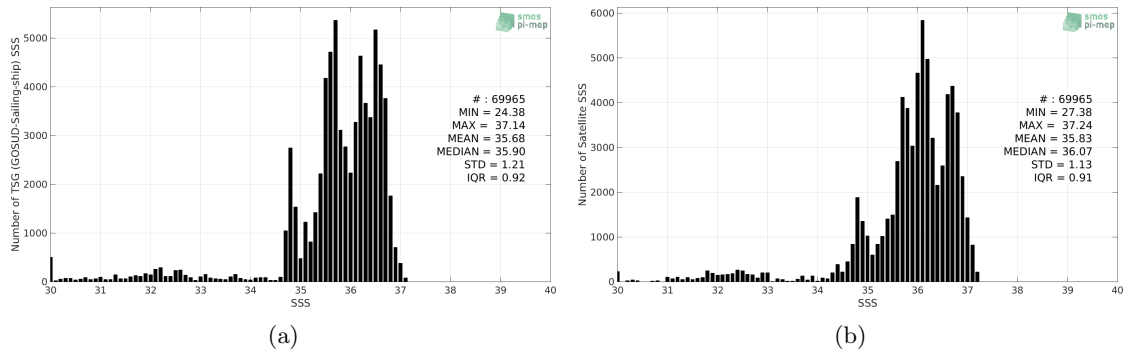 smos
pi-mep
# : 69965
MIN = 24.38
MAX = 37.14
MEAN = 35.68
MEDIAN = 35.90
STD = 1.21
IQR = 0.92
Number of TSG (GOSUD-Sailing-ship) SSS
5000
4000
3000
2000
1000
0
30 31 32 33 34 35 36 37 38 39 40
SSS
(a)
smos
pi-mep
# : 69965
MIN = 27.38
MAX = 37.24
MEAN = 35.83
MEDIAN = 36.07
STD = 1.13
IQR = 0.91
Number of Satellite SSS
6000
5000
4000
3000
2000
1000
0
30 31 32 33 34 35 36 37 38 39 40
SSS
(b)